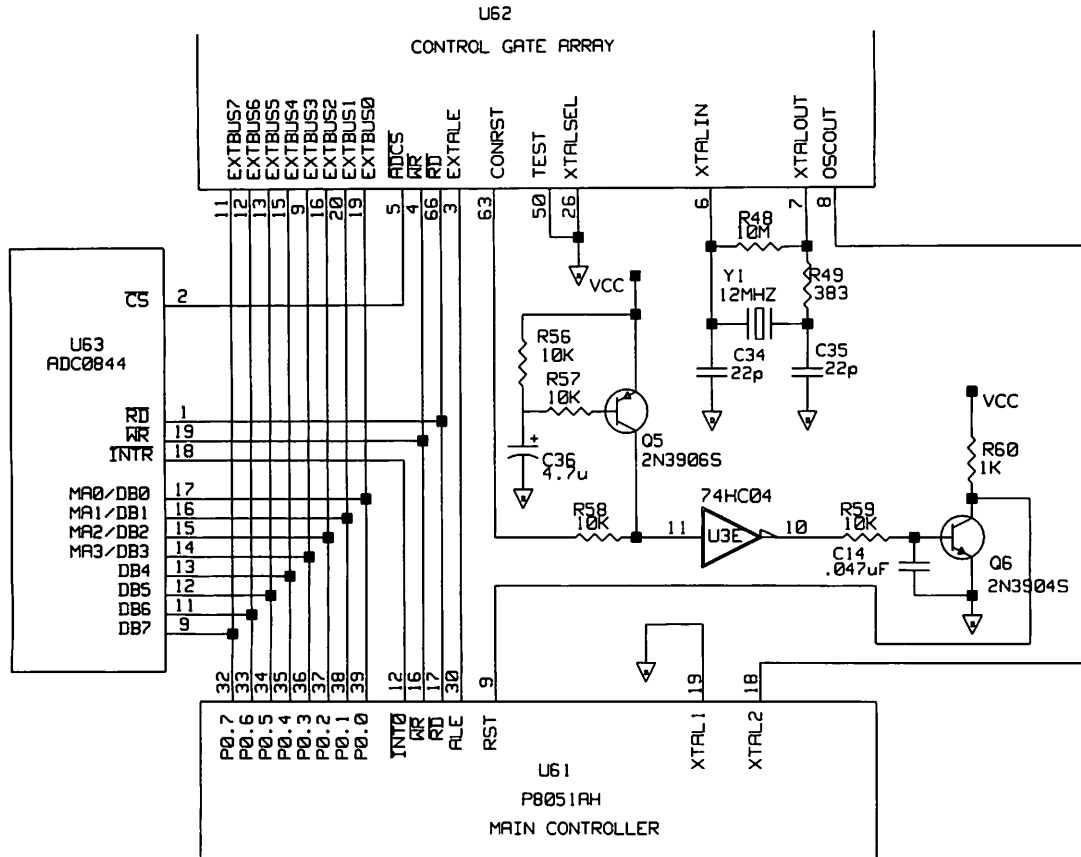 U62
CONTROL GATE ARRAY
EXTBUS7
EXTBUS6
EXTBUS5
EXTBUS4
EXTBUS3
EXTBUS2
EXTBUS1
EXTBUS0
ADCS
WR
RD
EXTALE
CONRST
TEST
XTALSEL
XTALIN
XTALOUT
OSCOUT
11
12
13
15
9
16
20
19
5
4
66
3
63
50
26
6
7
8
R48
10M
R49
383
Y1
12MHZ
C34
22p
C35
22p
VCC
R56
10K
R57
10K
C36
+
4.7u
Q5
2N3906S
U63
ADC0844
CS 2
RD 1
WR 19
INTR 18
MA0/DB0 17
MA1/DB1 16
MA2/DB2 15
MA3/DB3 14
DB4 13
DB5 12
DB6 11
DB7 9
R58
10K
74HC04
11
U3E
10
R59
10K
C14
.047uF
VCC
R60
1K
Q6
2N3904S
32
33
34
35
36
37
38
39
12
16
17
30
9
19
18
P0.7
P0.6
P0.5
P0.4
P0.3
P0.2
P0.1
P0.0
INT0
WR
RD
ALE
RST
XTAL1
XTAL2
U61
P8051AH
MAIN CONTROLLER